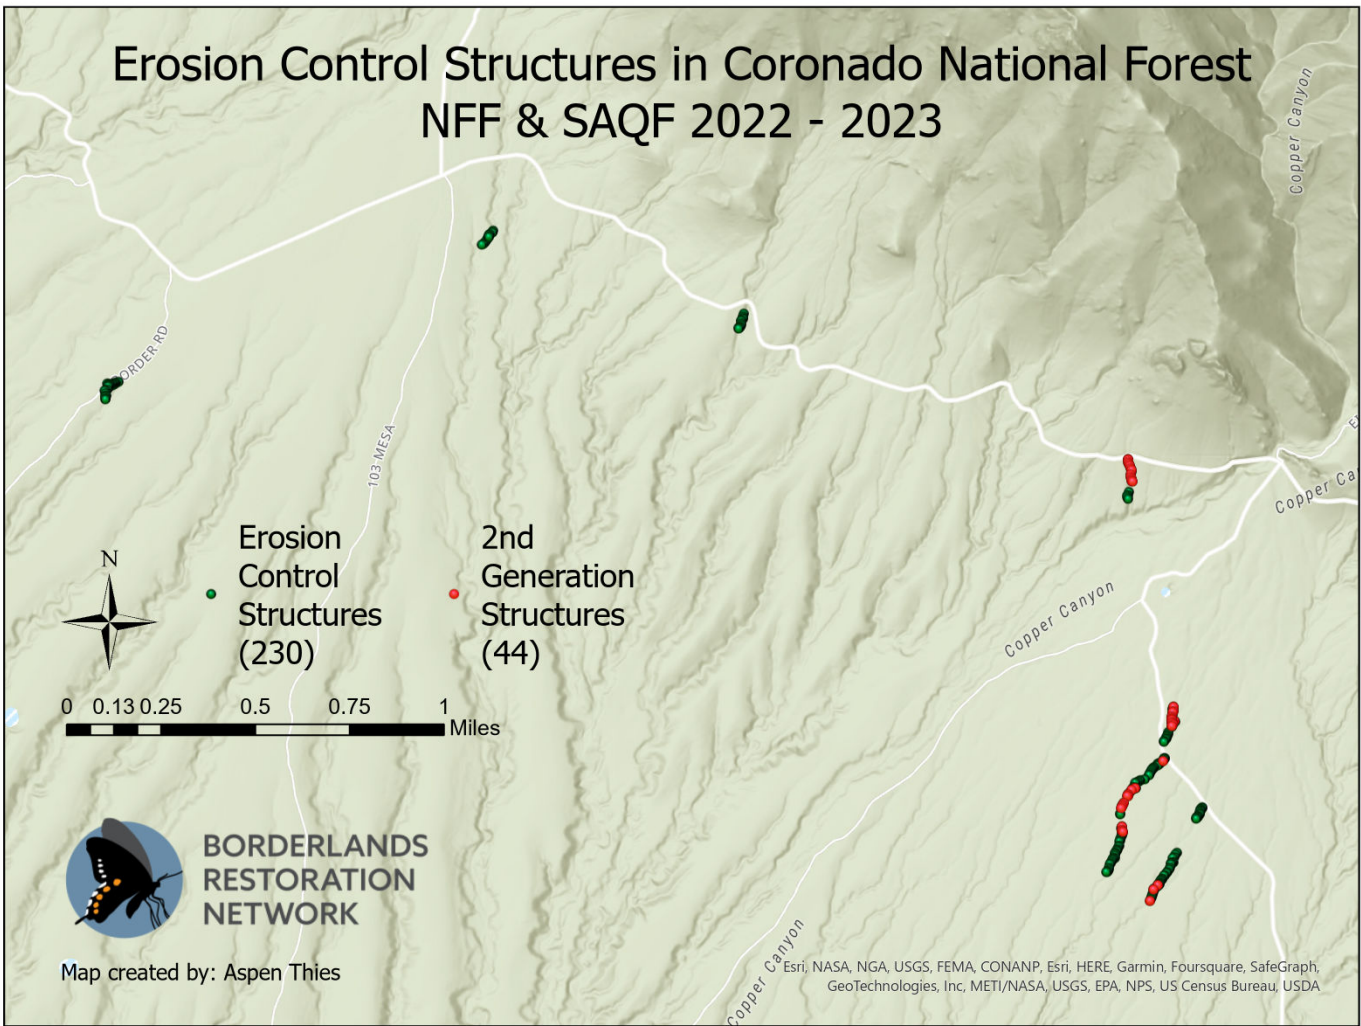 Erosion Control Structures in Coronado National Forest
NFF & SAQF 2022 - 2023
Copper Canyon
ORDER RD
103 MESA
Copper Ca
Copper Canyon
Copper Canyon
N
Erosion
Control
Structures
(230)
2nd
Generation
Structures
(44)
0 0.13 0.25 0.5 0.75 1
Miles
BORDERLANDS
RESTORATION
NETWORK
Map created by: Aspen Thies
Esri, NASA, NGA, USGS, FEMA, CONANP, Esri, HERE, Garmin, Foursquare, SafeGraph,
GeoTechnologies, Inc, METI/NASA, USGS, EPA, NPS, US Census Bureau, USDA